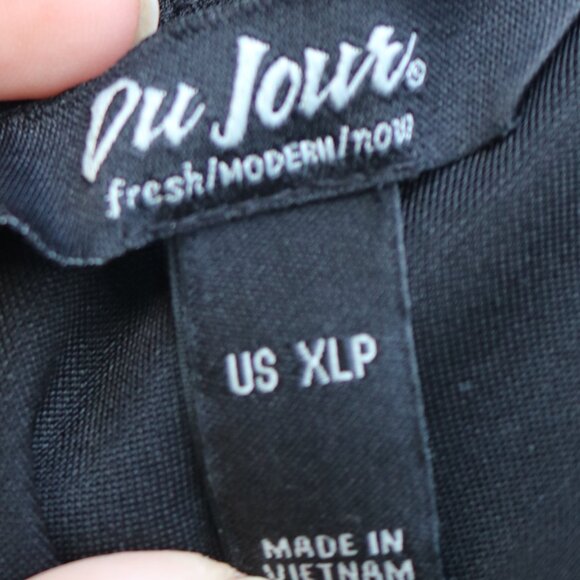 Du Jour®
fresh/MODERN/now
US XLP
MADE IN
VIETNAM